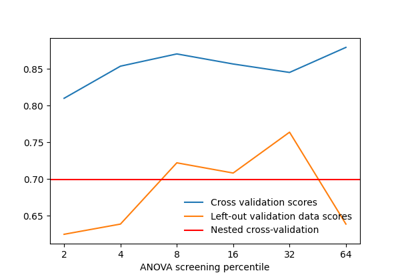 0.85
0.80
0.75
0.70
0.65
2 4 8 16 32 64
Cross validation scores
Left-out validation data scores
Nested cross-validation
ANOVA screening percentile